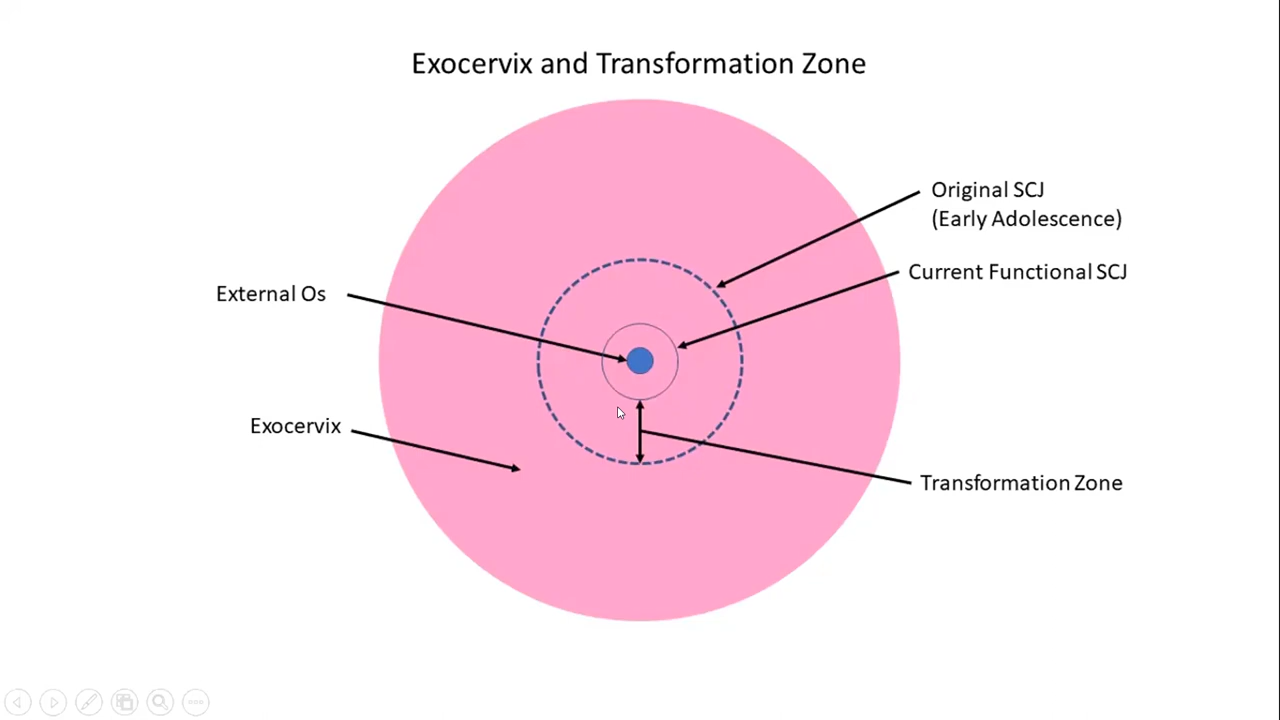 Exocervix and Transformation Zone
Original SCJ
(Early Adolescence)
Current Functional SCJ
External Os
Exocervix
Transformation Zone